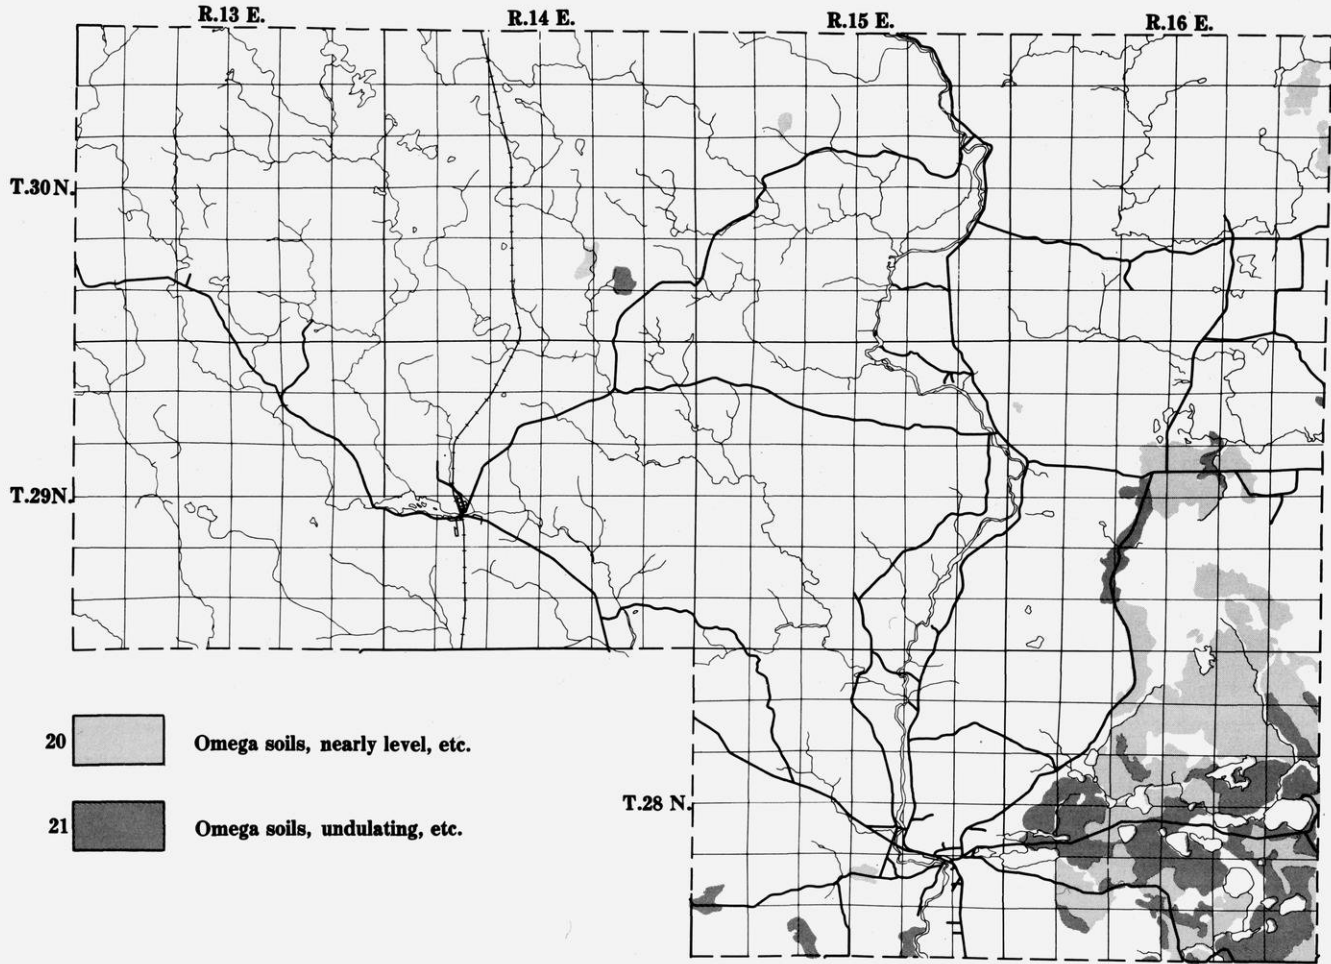 R.13 E.
R.14 E.
R.15 E.
R.16 E.
T.30 N.
T.29 N.
T.28 N.
20 Omega soils, nearly level, etc.
21 Omega soils, undulating, etc.